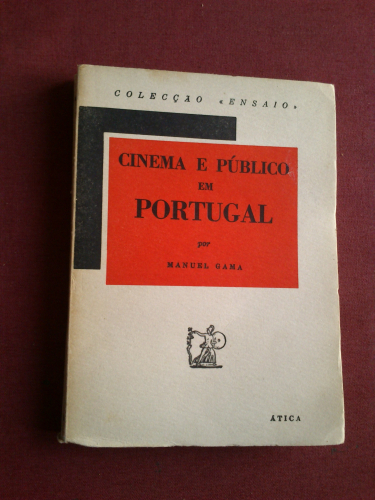 COLECÇÃO «ENSAIO»
CINEMA E PÚBLICO
EM
PORTUGAL
por
MANUEL GAMA
ÁTICA